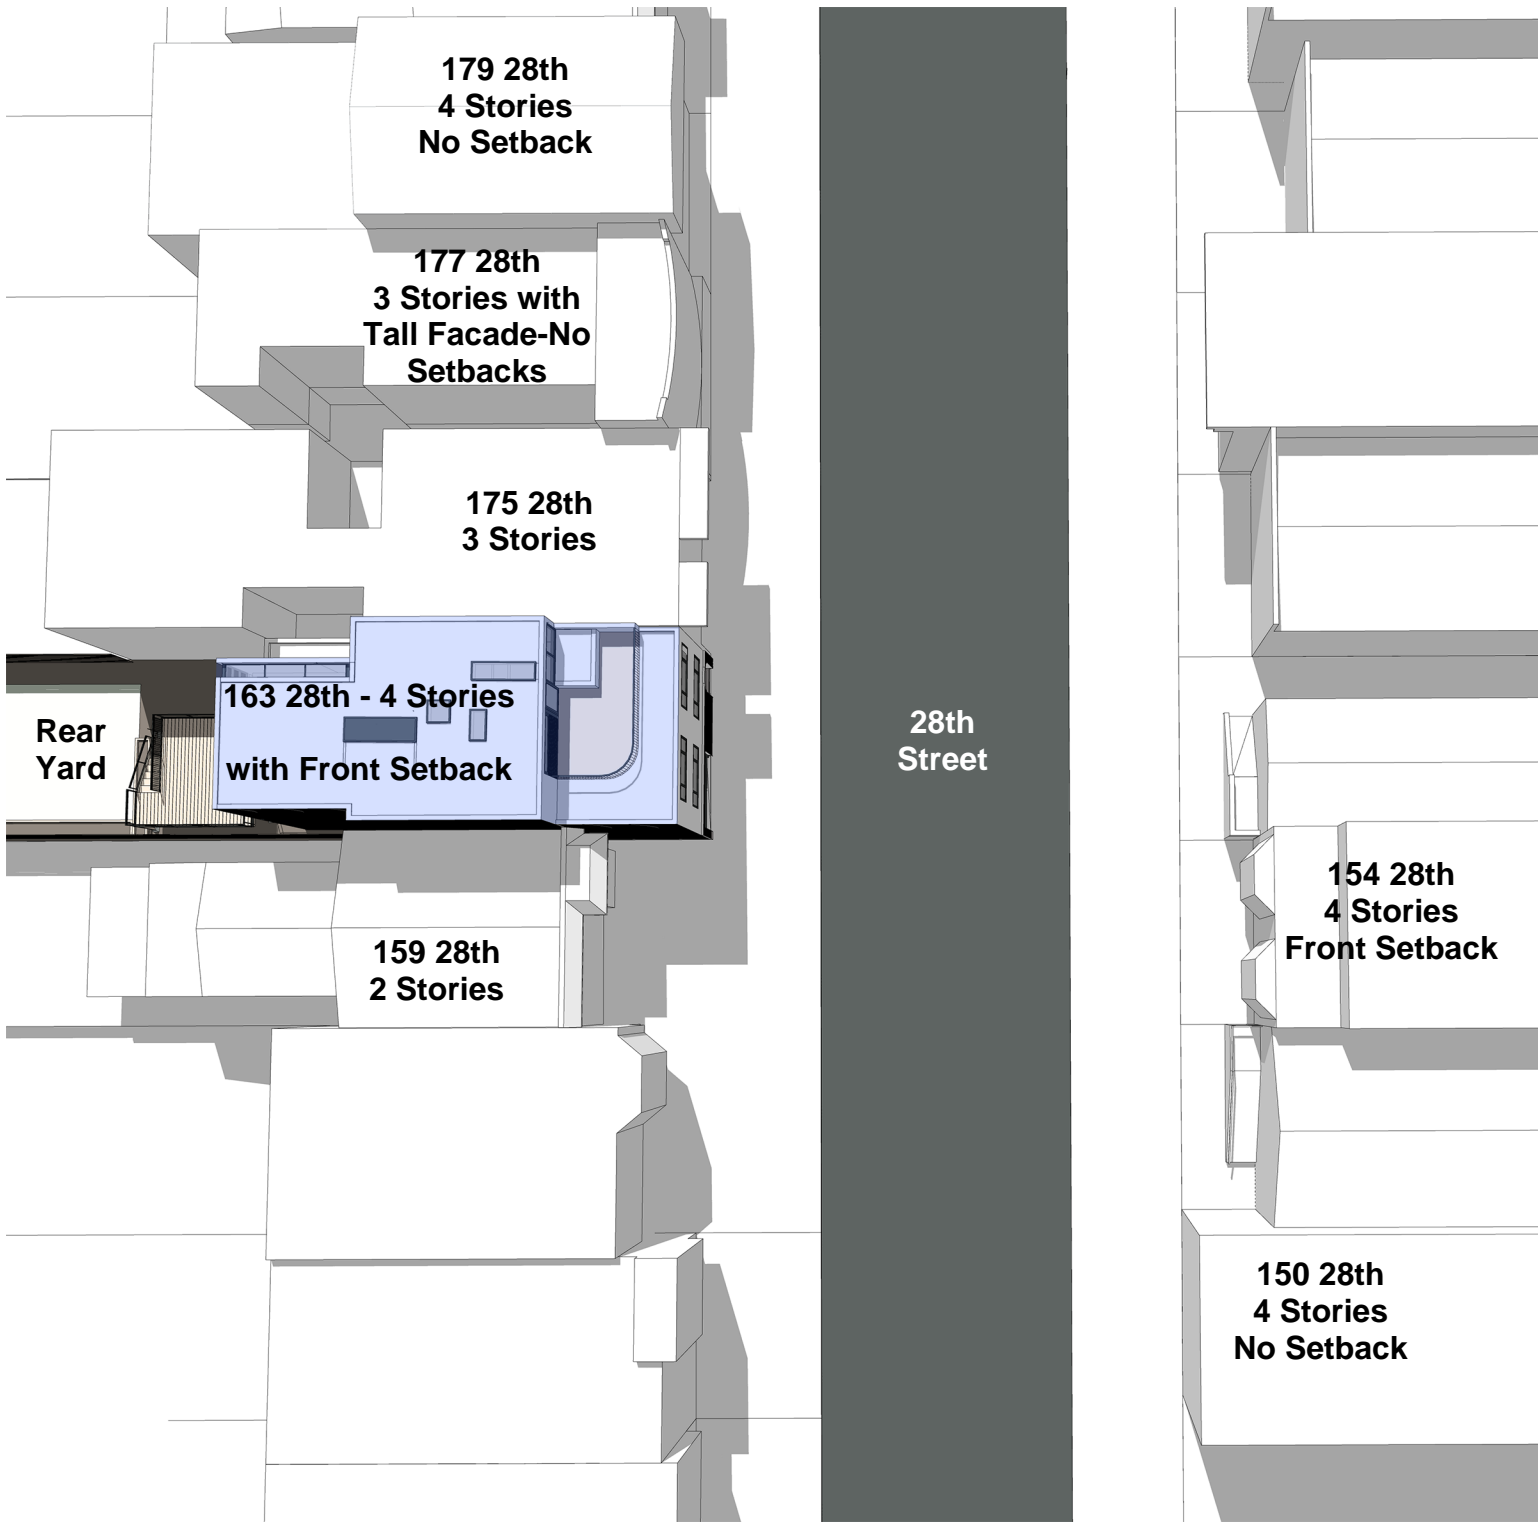 179 28th
4 Stories
No Setback
177 28th
3 Stories with
Tall Facade-No
Setbacks
175 28th
3 Stories
163 28th - 4 Stories
with Front Setback
Rear
Yard
28th
Street
159 28th
2 Stories
154 28th
4 Stories
Front Setback
150 28th
4 Stories
No Setback